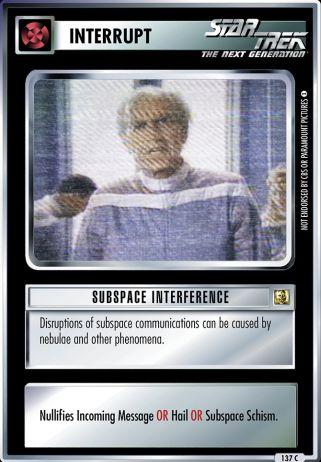 INTERRUPT
STAR TREK
THE NEXT GENERATION
NOT ENDORSED BY CBS OR PARAMOUNT PICTURES 1
SUBSPACE INTERFERENCE
Disruptions of subspace communications can be caused by
nebulae and other phenomena.
Nullifies Incoming Message OR Hail OR Subspace Schism.
137 C